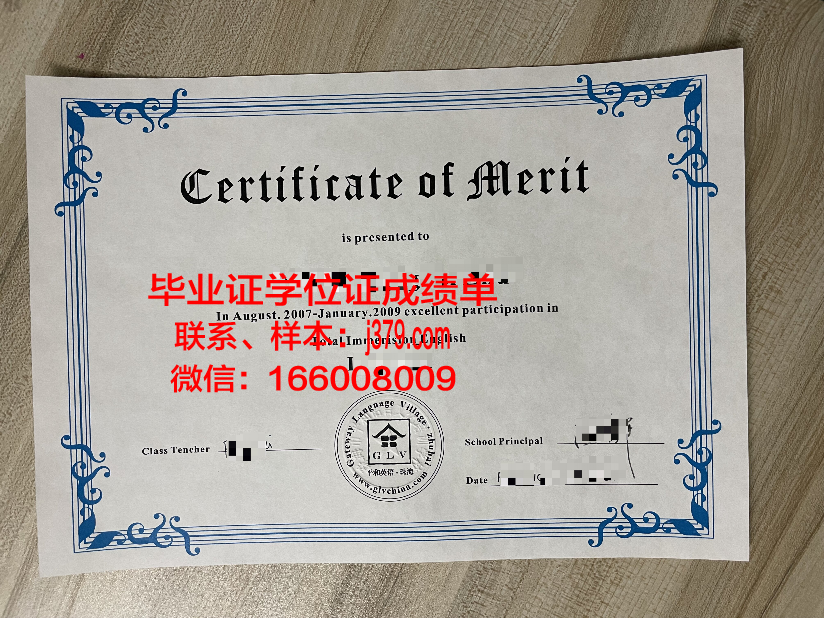 Certificate of Merit
is presented to
毕业证学位证成绩单
In August, 2007-January,2009 excellent participation in
联系、样本：j379.com
Total Immerision English
微信：166008009
Class Tencher
School Principal
Date
Gateway Language Village · zhuhai
GLV
www.glvchina.com